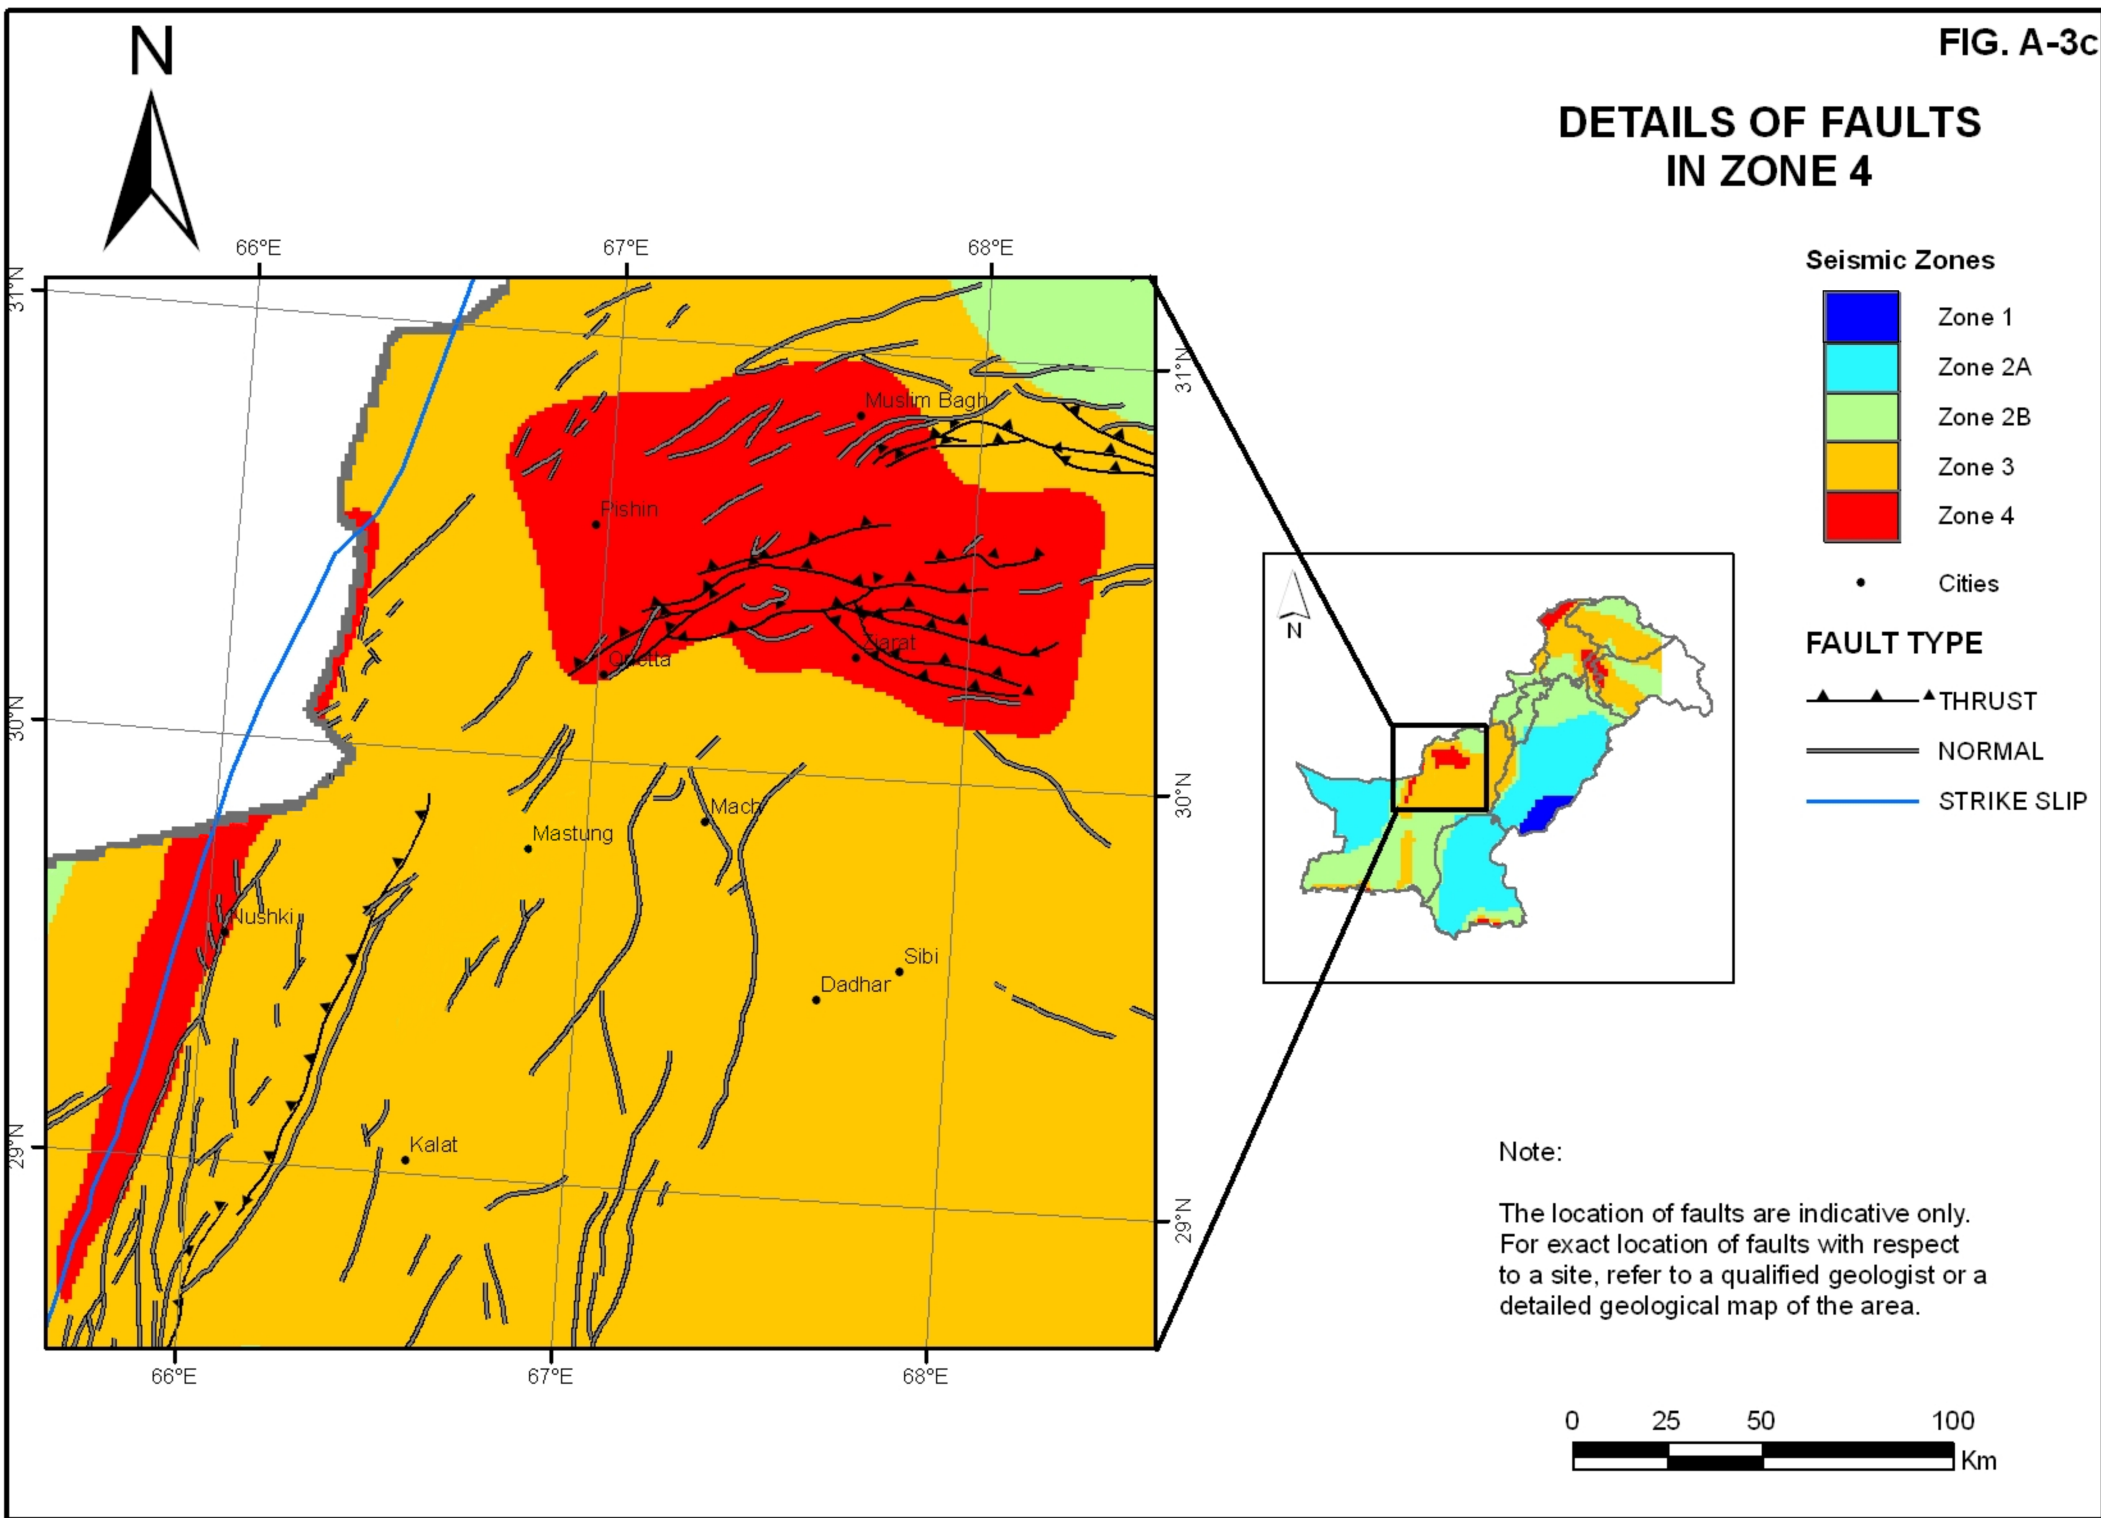 FIG. A-3c
N
DETAILS OF FAULTS
IN ZONE 4
66°E
67°E
68°E
31°N
31°N
30°N
30°N
29°N
29°N
66°E
67°E
68°E
Muslim Bagh
Pishin
Quetta
Ziarat
Mach
Mastung
Nushki
Sibi
Dadhar
Kalat
Seismic Zones
Zone 1
Zone 2A
Zone 2B
Zone 3
Zone 4
Cities
FAULT TYPE
THRUST
NORMAL
STRIKE SLIP
N
Note:
The location of faults are indicative only.
For exact location of faults with respect
to a site, refer to a qualified geologist or a
detailed geological map of the area.
0 25 50 100
Km